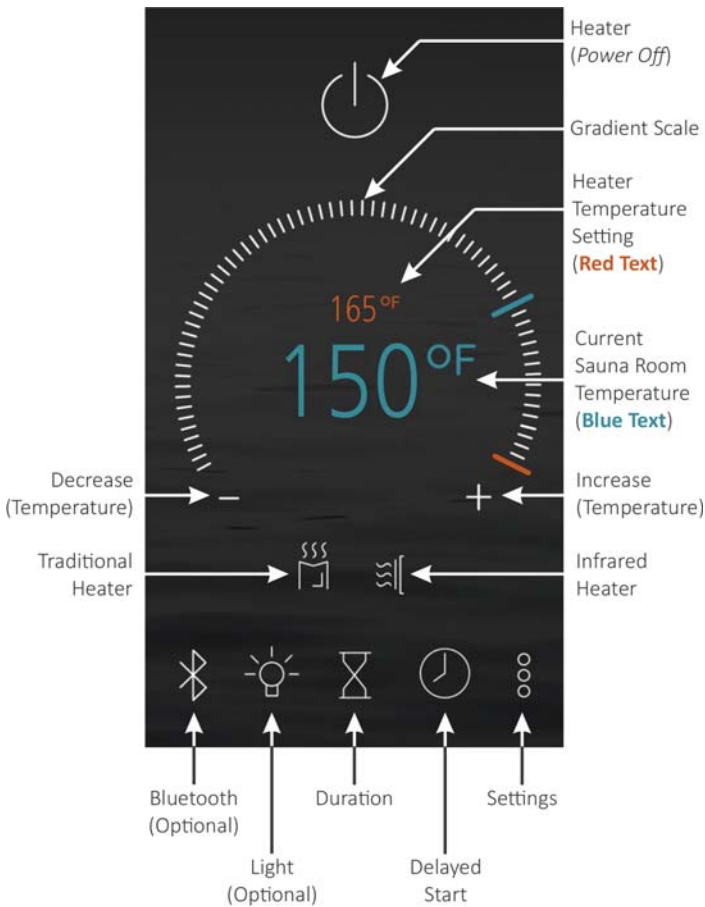 Heater
(Power Off)
Gradient Scale
Heater
Temperature
Setting
(Red Text)
165°F
150°F
Current
Sauna Room
Temperature
(Blue Text)
Decrease
(Temperature)
−
+
Increase
(Temperature)
Traditional
Heater
Infrared
Heater
Bluetooth
(Optional)
Duration
Settings
Light
(Optional)
Delayed
Start